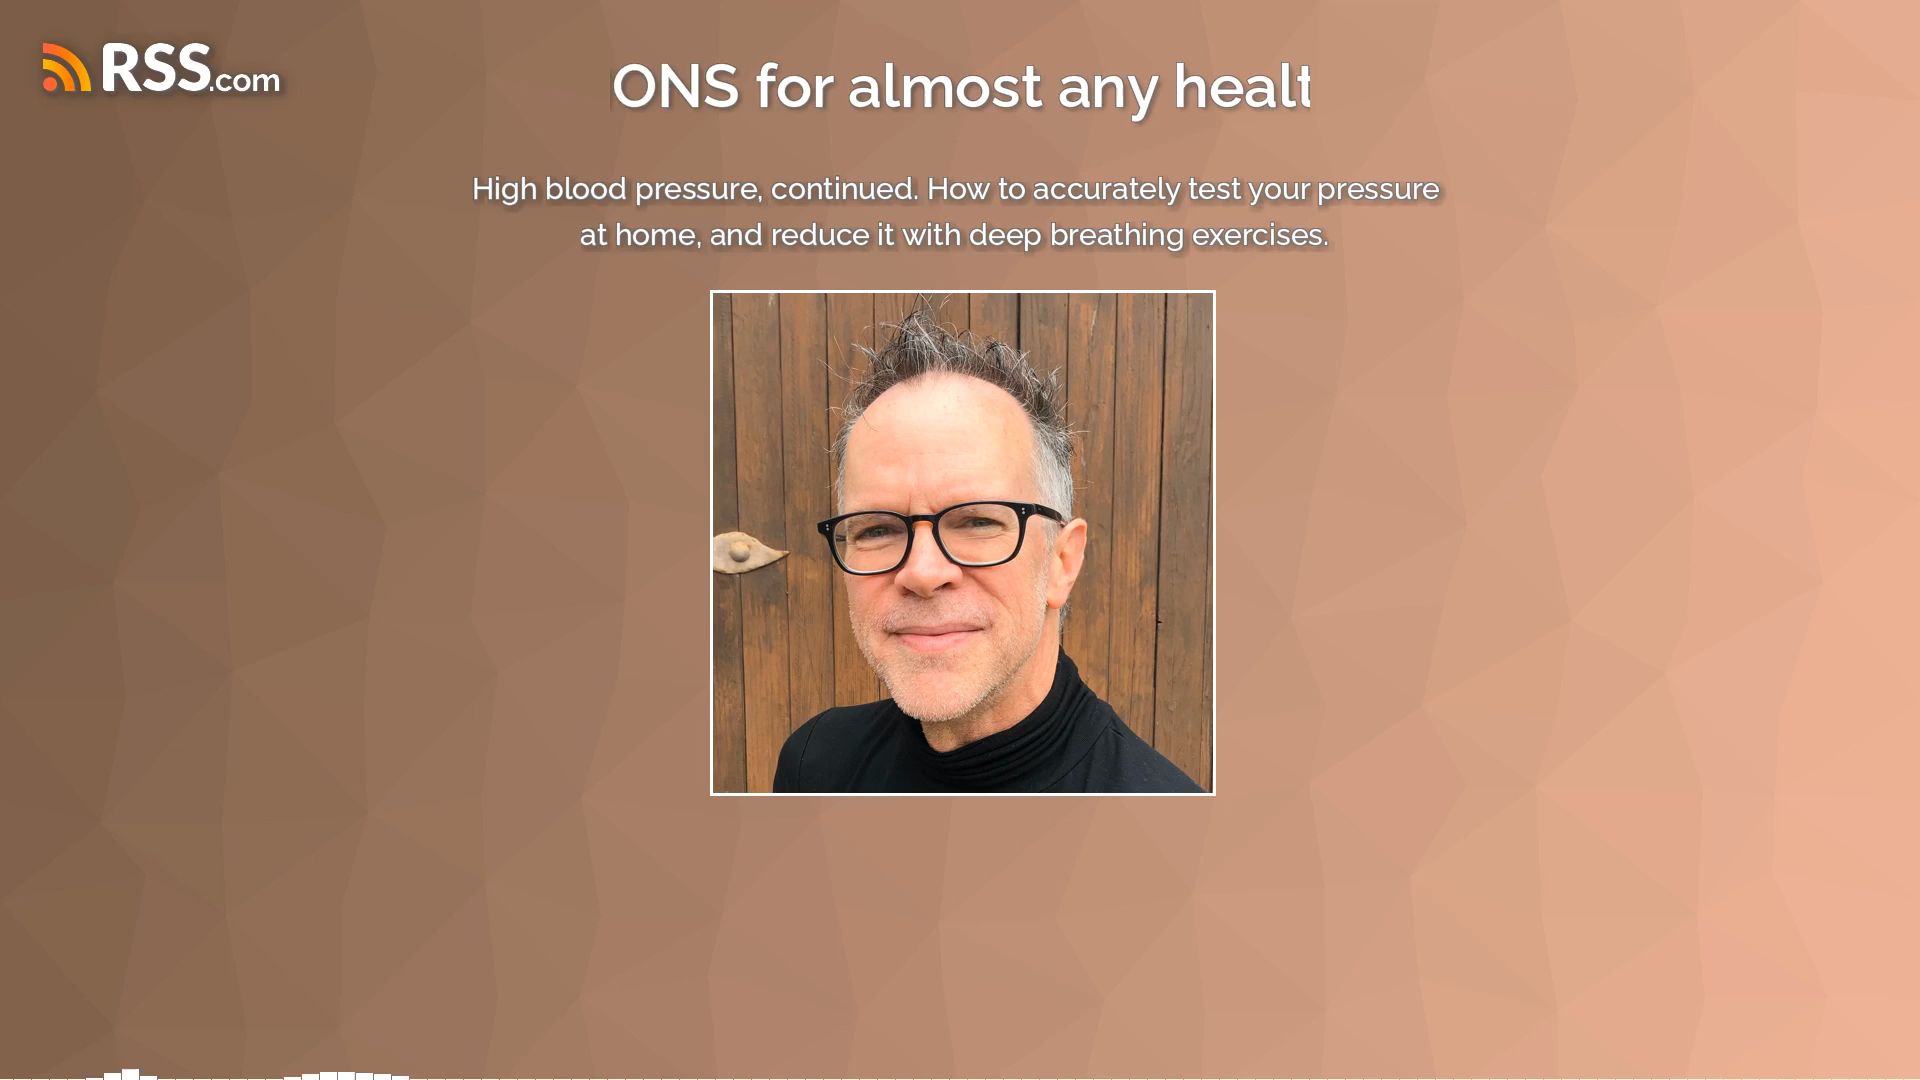 RSS.com
ONS for almost any healt
High blood pressure, continued. How to accurately test your pressure
at home, and reduce it with deep breathing exercises.